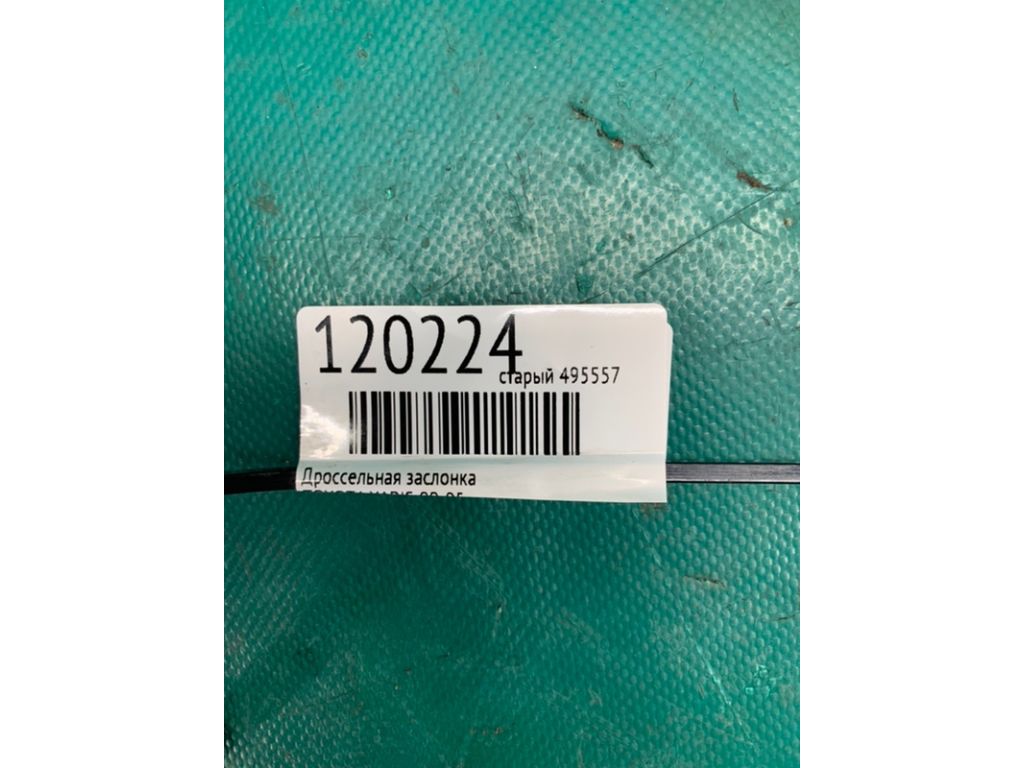 120224
старый 495557
Дроссельная заслонка